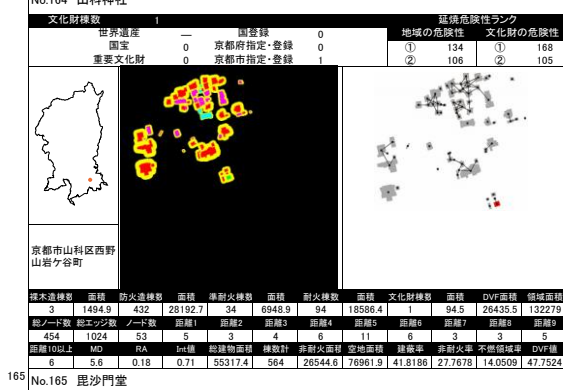 No.164 山科神社
文化財棟数 1 延焼危険性ランク
世界遺産 ― 国登録 0 地域の危険性 文化財の危険性
国宝 0 京都府指定・登録 0 ① 134 ① 168
重要文化財 0 京都市指定・登録 1 ② 106 ② 105
京都市山科区西野
山岩ケ谷町
裸木造棟数 面積 防火造棟数 面積 準耐火棟数 面積 耐火棟数 面積 文化財棟数 面積 DVF面積 領域面積
3 1494.9 432 28192.7 34 6948.9 94 18586.4 1 94.5 26435.5 132279
総ノード数 総エッジ数 ノード数 距離1 距離2 距離3 距離4 距離5 距離6 距離7 距離8 距離9
454 1024 53 5 3 4 6 11 6 3 3 5
距離10以上 MD RA Int値 総建物面積 棟数計 非耐火面積 空地面積 建蔽率 非耐火率 不燃領域率 DVF値
6 5.6 0.18 0.71 55317.4 564 26544.6 76961.9 41.8186 27.7678 14.0509 47.7524
165 No.165 毘沙門堂